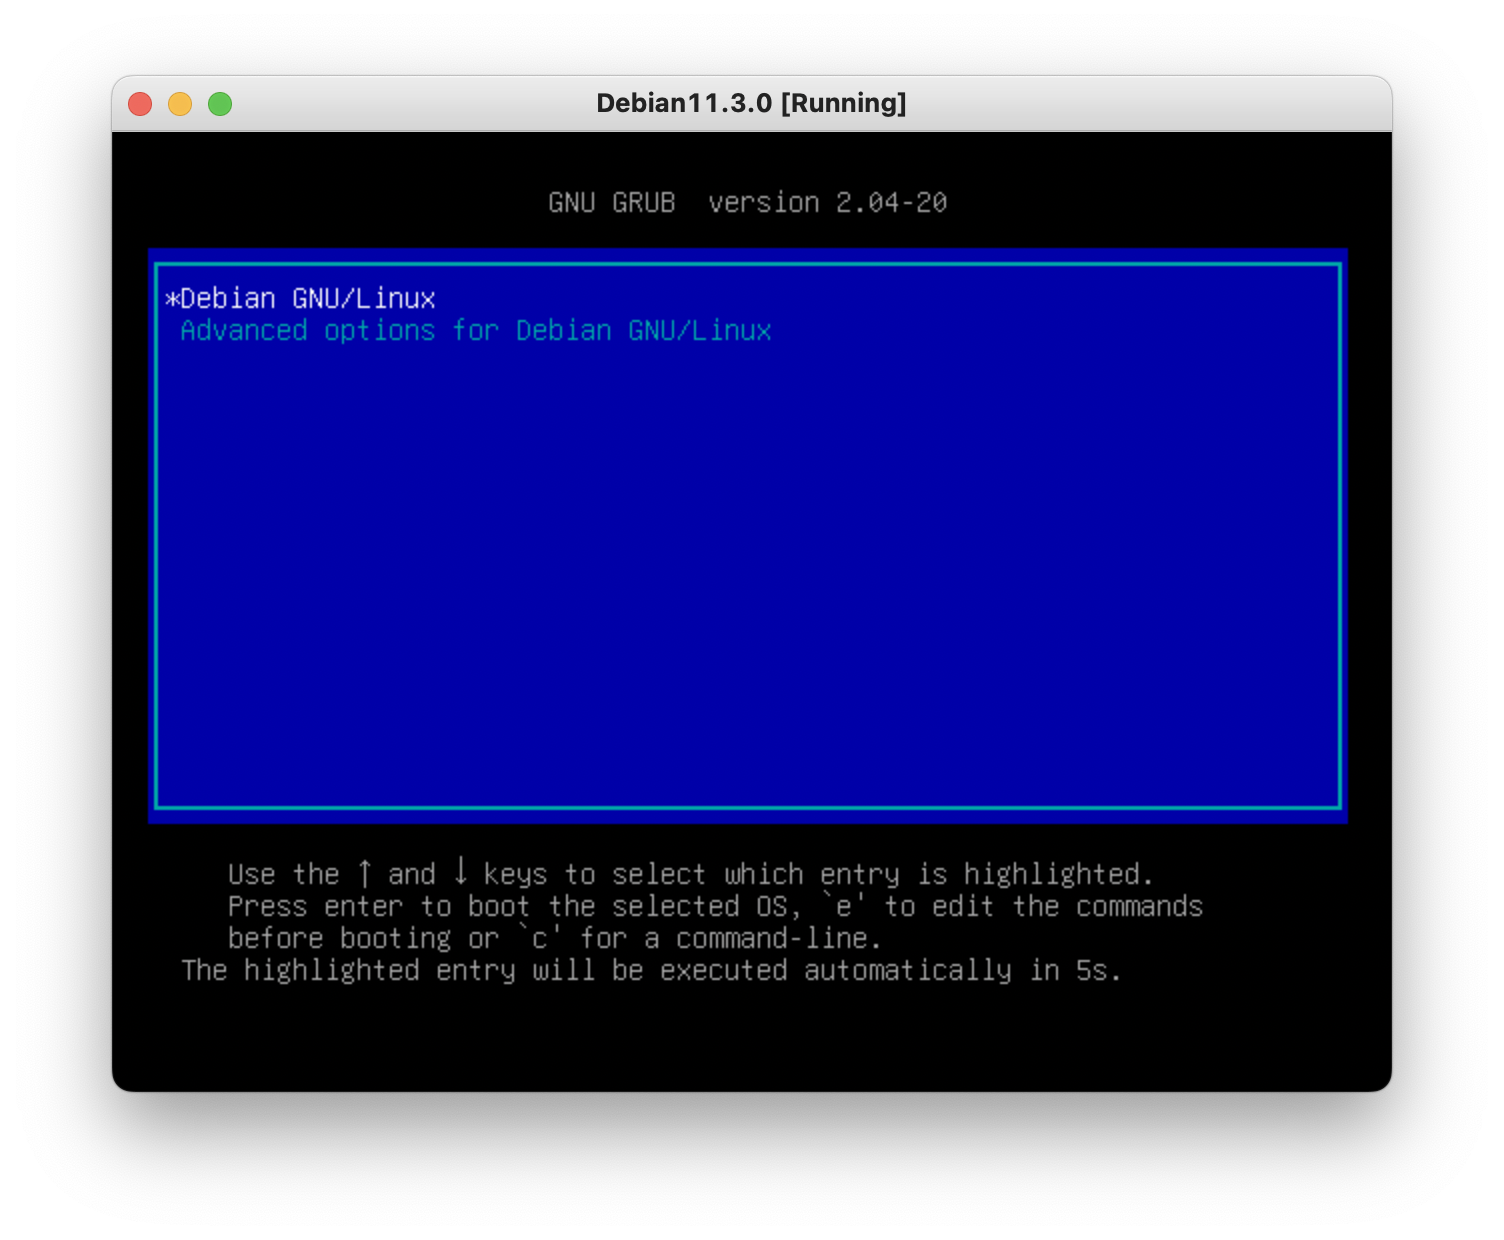 Debian11.3.0 [Running]
GNU GRUB  version 2.04-20
*Debian GNU/Linux
Advanced options for Debian GNU/Linux
Use the ↑ and ↓ keys to select which entry is highlighted.
Press enter to boot the selected OS, `e' to edit the commands
before booting or `c' for a command-line.
The highlighted entry will be executed automatically in 5s.